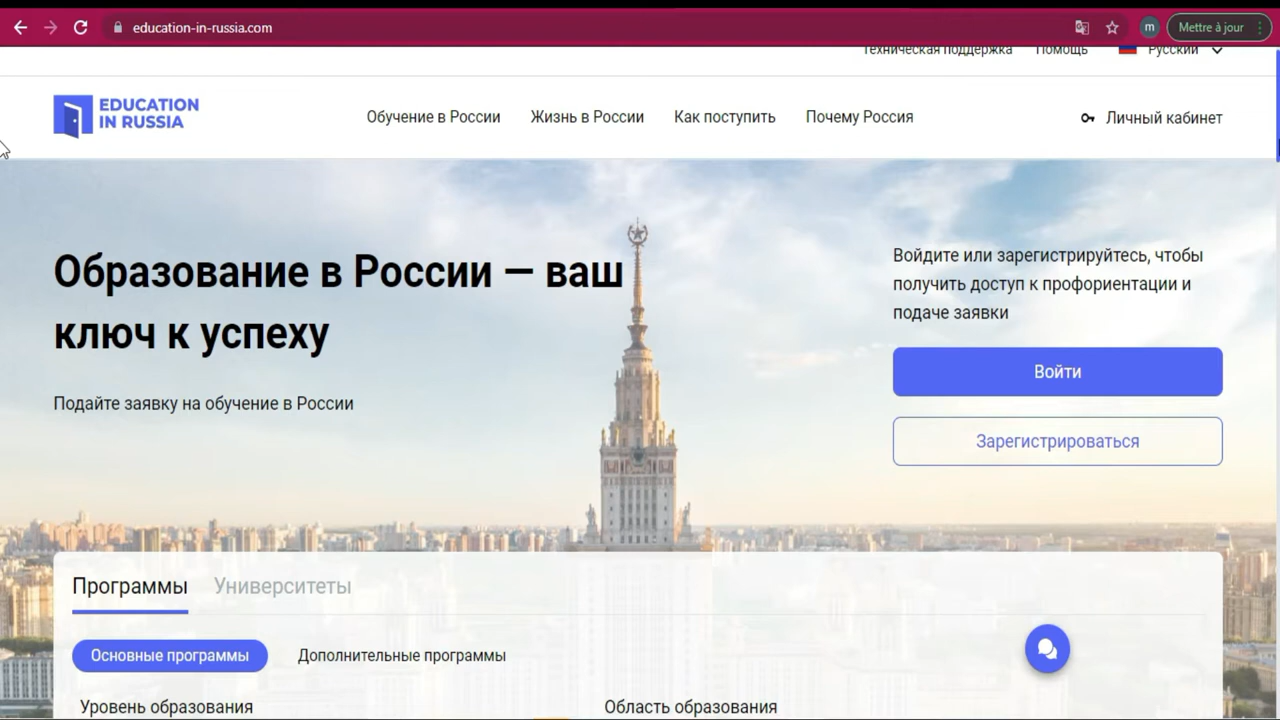 education-in-russia.com
m
Mettre à jour
Техническая поддержка Помощь Русский
EDUCATION
IN RUSSIA
Обучение в России Жизнь в России Как поступить Почему Россия Личный кабинет
Образование в России — ваш
ключ к успеху
Подайте заявку на обучение в России
Войдите или зарегистрируйтесь, чтобы
получить доступ к профориентации и
подаче заявки
Войти
Зарегистрироваться
Программы Университеты
Основные программы Дополнительные программы
Уровень образования Область образования